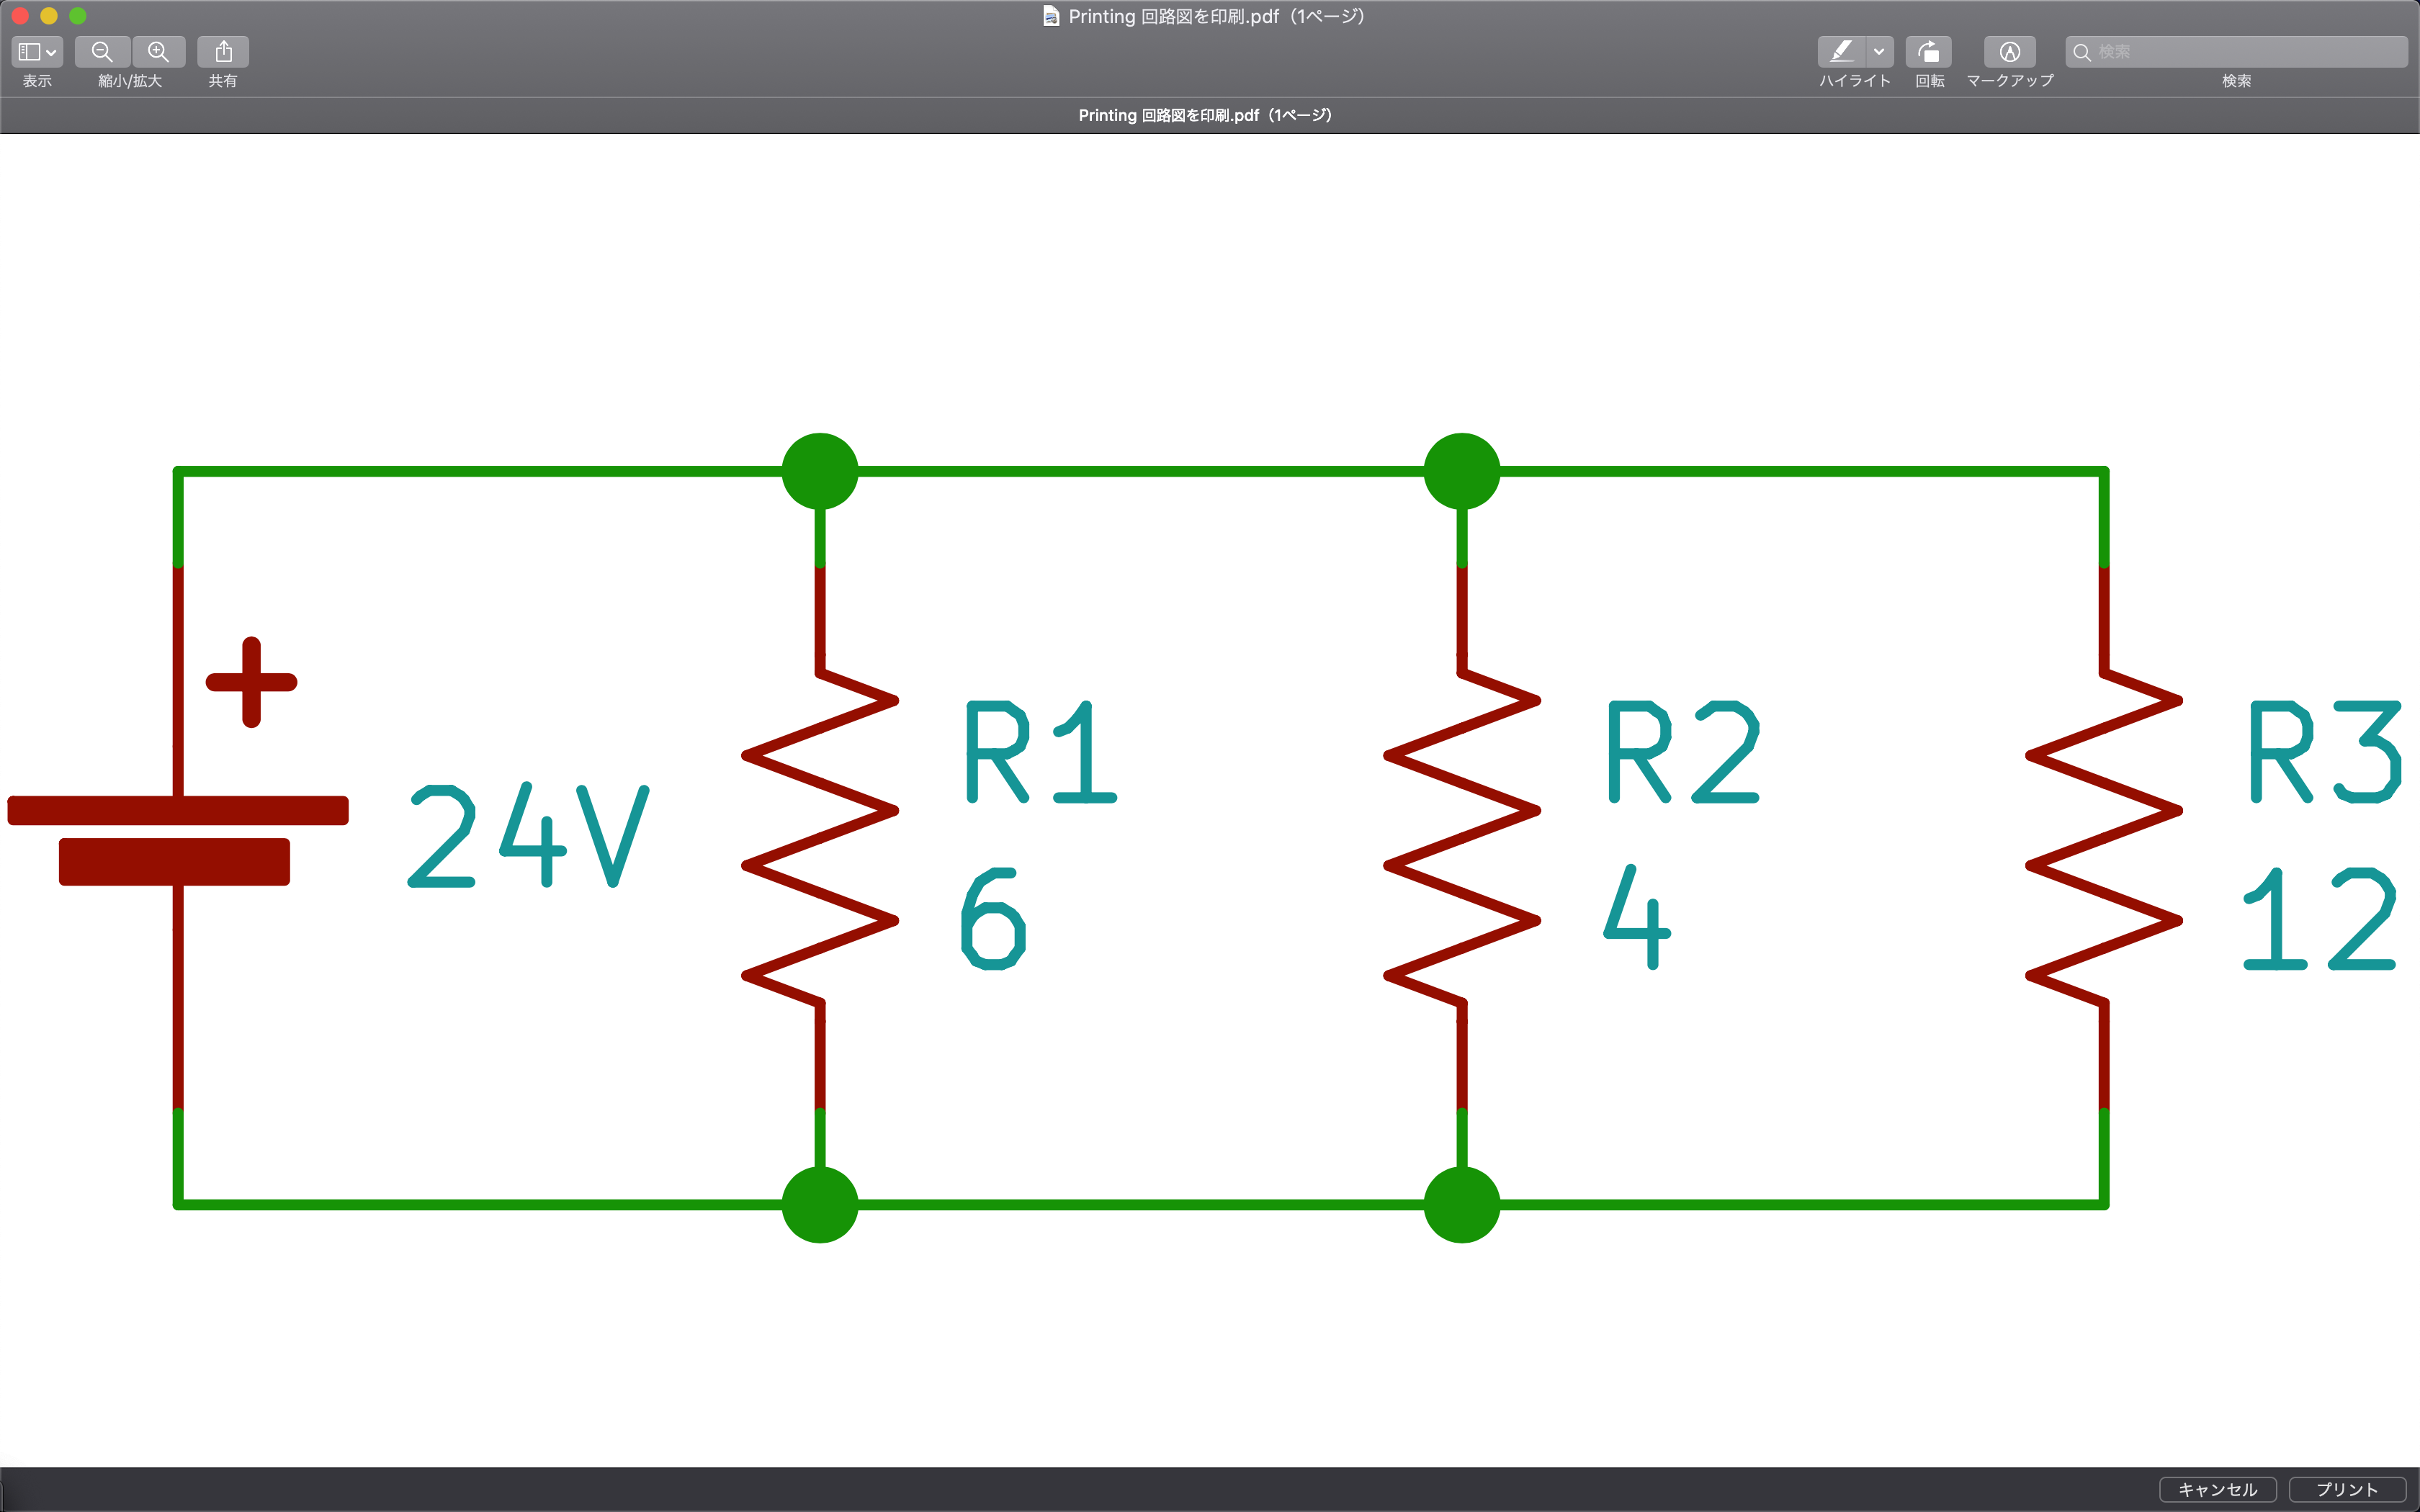 Printing 回路図を印刷.pdf（1ページ）
表示 縮小/拡大 共有 ハイライト 回転 マークアップ 検索 検索
Printing 回路図を印刷.pdf（1ページ）
+
24V
R1
6
R2
4
R3
12
キャンセル プリント